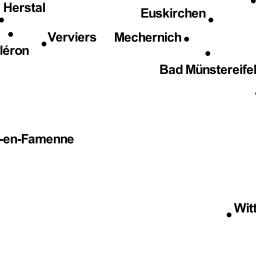 Herstal
Euskirchen
Verviers
Mechernich
léron
Bad Münstereifel
-en-Famenne
Witt